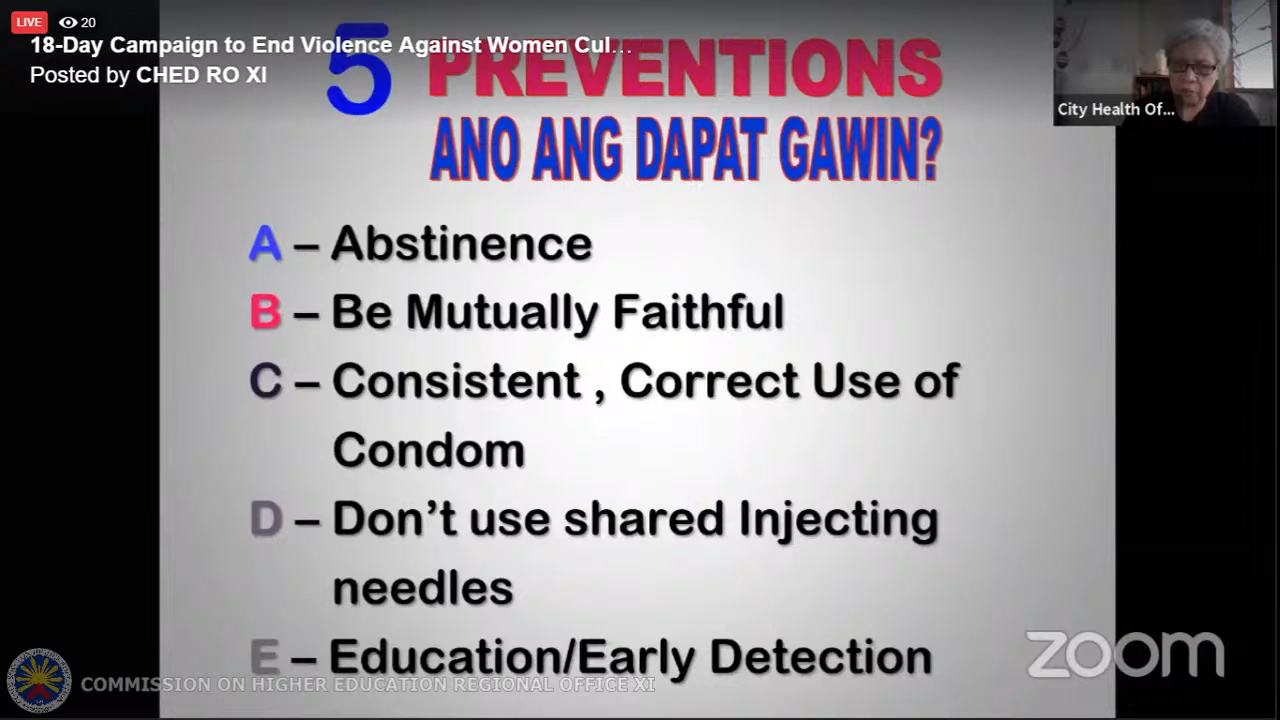 LIVE 20
18-Day Campaign to End Violence Against Women Cul...
Posted by CHED RO XI
City Health Of...
5 PREVENTIONS
ANO ANG DAPAT GAWIN?
A – Abstinence
B – Be Mutually Faithful
C – Consistent , Correct Use of
Condom
D – Don't use shared Injecting
needles
E – Education/Early Detection
COMMISSION ON HIGHER EDUCATION REGIONAL OFFICE XI
zoom